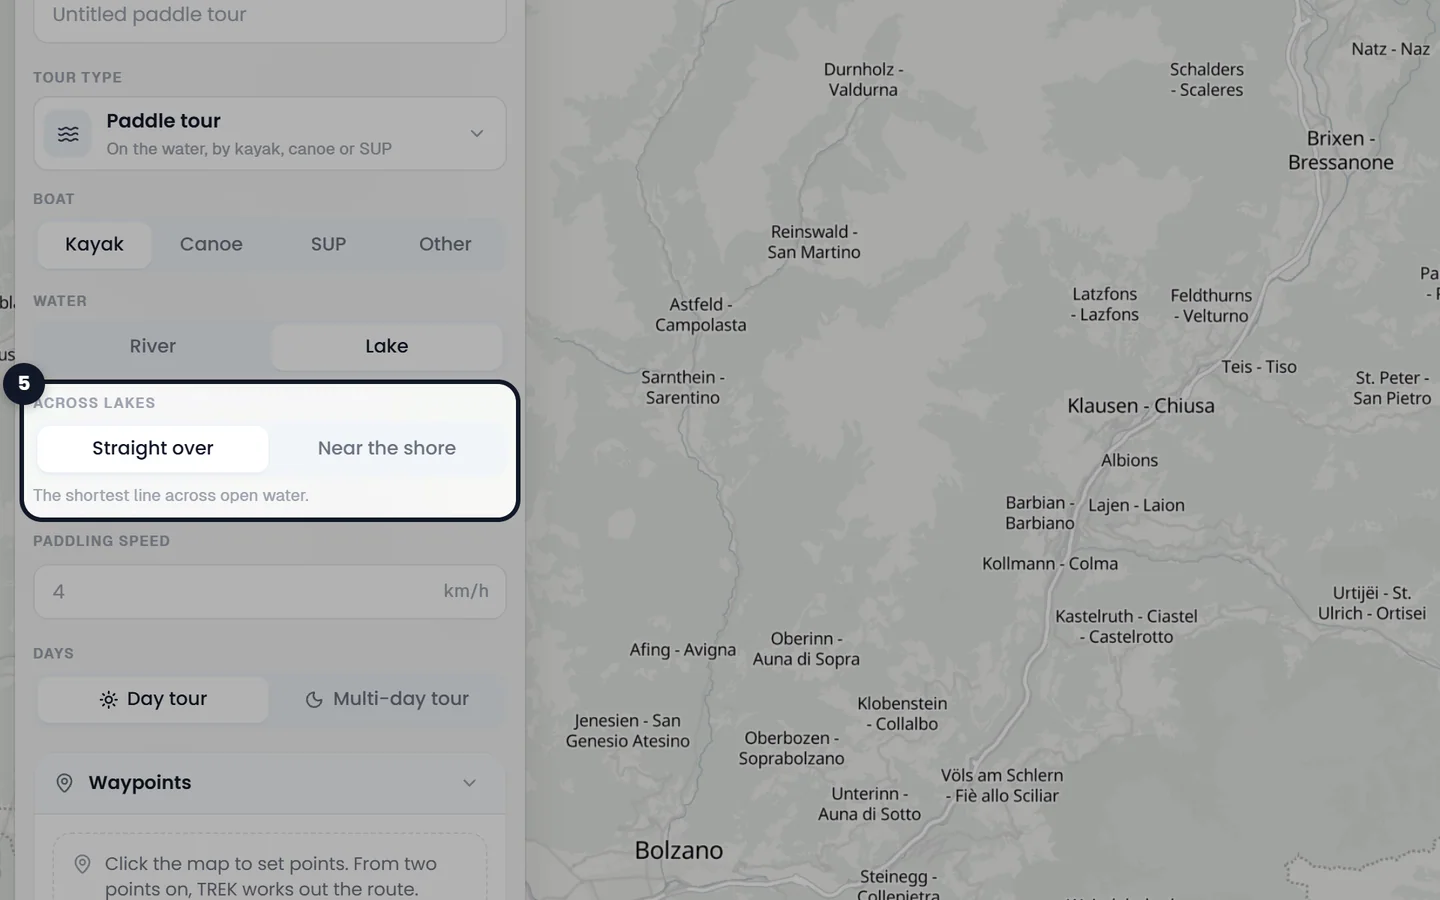 Untitled paddle tour
TOUR TYPE
Paddle tour
On the water, by kayak, canoe or SUP
BOAT
Kayak
Canoe
SUP
Other
WATER
River
Lake
5
ACROSS LAKES
Straight over
Near the shore
The shortest line across open water.
PADDLING SPEED
4
km/h
DAYS
Day tour
Multi-day tour
Waypoints
Click the map to set points. From two
points on, TREK works out the route.
Natz - Naz
Durnholz -
Valdurna
Schalders
- Scaleres
Brixen -
Bressanone
Reinswald -
San Martino
Astfeld -
Campolasta
Latzfons
- Lazfons
Feldthurns
- Velturno
Teis - Tiso
Sarnthein -
Sarentino
St. Peter -
San Pietro
Klausen - Chiusa
Albions
Barbian -
Barbiano
Lajen - Laion
Kollmann - Colma
Urtijëi - St.
Ulrich - Ortisei
Kastelruth - Ciastel
- Castelrotto
Afing - Avigna
Oberinn -
Auna di Sopra
Klobenstein
- Collalbo
Jenesien - San
Genesio Atesino
Oberbozen -
Soprabolzano
Völs am Schlern
- Fiè allo Sciliar
Unterinn -
Auna di Sotto
Bolzano
Steinegg -
Collepietra